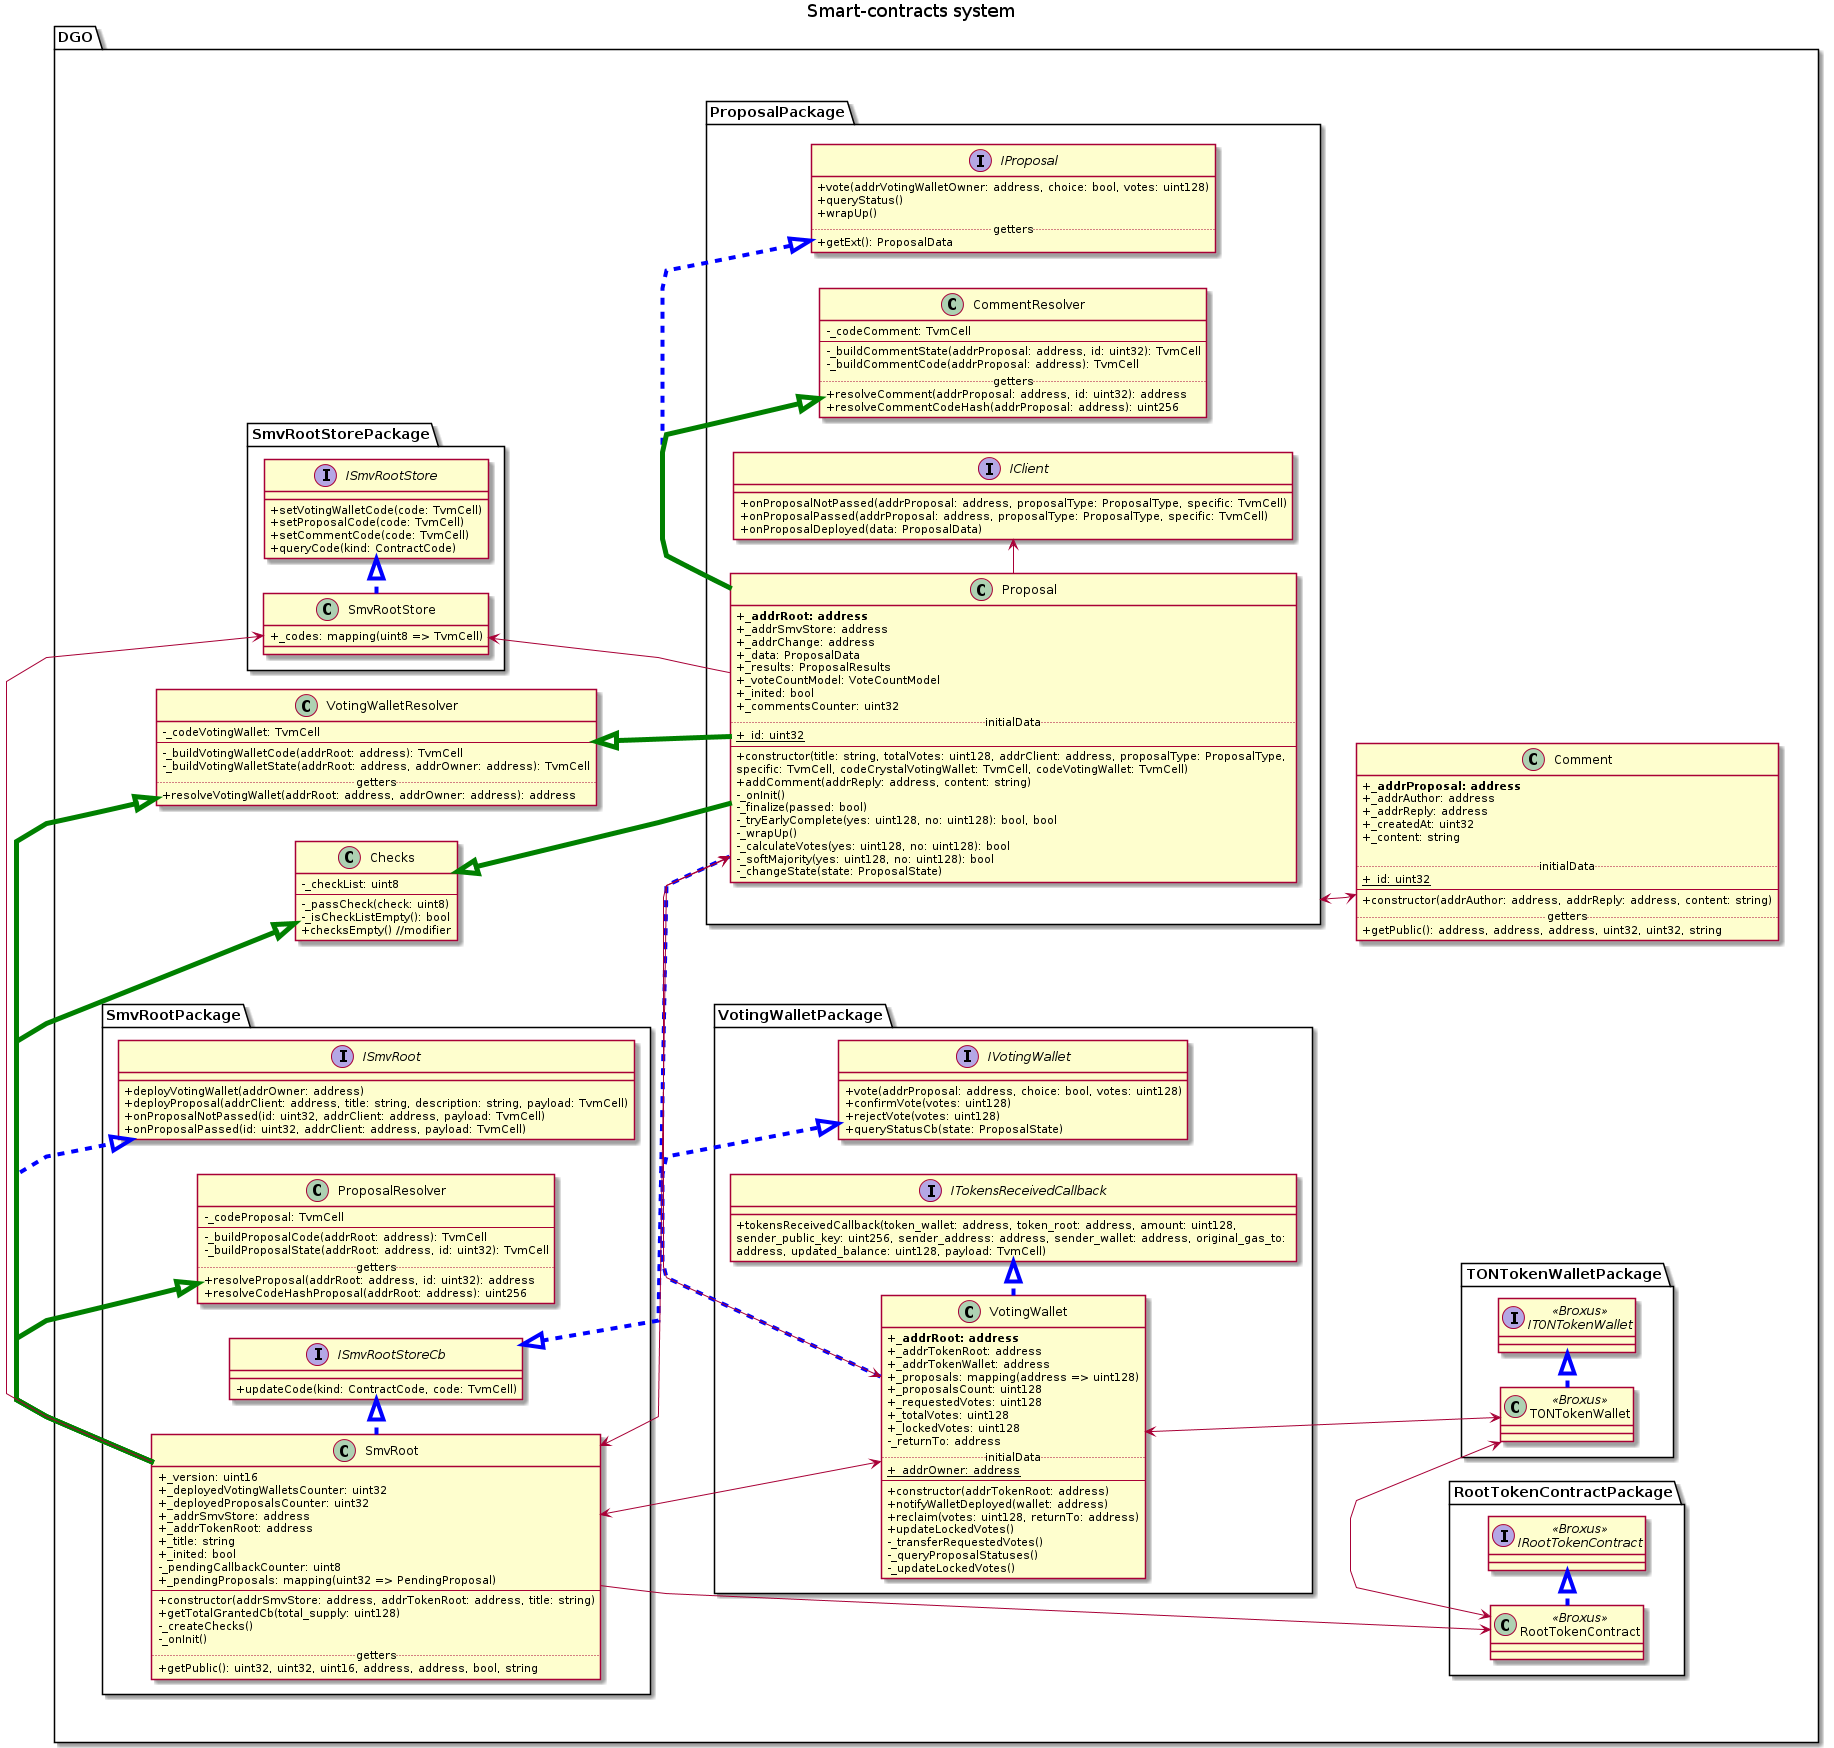 Smart-contracts system
DGO
ProposalPackage
I IProposal
+vote(addrVotingWalletOwner: address, choice: bool, votes: uint128)
+queryStatus()
+wrapUp()
getters
+getExt(): ProposalData
C CommentResolver
-_codeComment: TvmCell
-_buildCommentState(addrProposal: address, id: uint32): TvmCell
-_buildCommentCode(addrProposal: address): TvmCell
getters
+resolveComment(addrProposal: address, id: uint32): address
+resolveCommentCodeHash(addrProposal: address): uint256
I IClient
+onProposalNotPassed(addrProposal: address, proposalType: ProposalType, specific: TvmCell)
+onProposalPassed(addrProposal: address, proposalType: ProposalType, specific: TvmCell)
+onProposalDeployed(data: ProposalData)
C Proposal
+_addrRoot: address
+_addrSmvStore: address
+_addrChange: address
+_data: ProposalData
+_results: ProposalResults
+_voteCountModel: VoteCountModel
+_inited: bool
+_commentsCounter: uint32
initialData
+_id: uint32
+constructor(title: string, totalVotes: uint128, addrClient: address, proposalType: ProposalType,
specific: TvmCell, codeCrystalVotingWallet: TvmCell, codeVotingWallet: TvmCell)
+addComment(addrReply: address, content: string)
-_onInit()
-_finalize(passed: bool)
-_tryEarlyComplete(yes: uint128, no: uint128): bool, bool
-_wrapUp()
-_calculateVotes(yes: uint128, no: uint128): bool
-_softMajority(yes: uint128, no: uint128): bool
-_changeState(state: ProposalState)
SmvRootStorePackage
I ISmvRootStore
+setVotingWalletCode(code: TvmCell)
+setProposalCode(code: TvmCell)
+setCommentCode(code: TvmCell)
+queryCode(kind: ContractCode)
C SmvRootStore
+_codes: mapping(uint8 => TvmCell)
C VotingWalletResolver
-_codeVotingWallet: TvmCell
-_buildVotingWalletCode(addrRoot: address): TvmCell
-_buildVotingWalletState(addrRoot: address, addrOwner: address): TvmCell
getters
+resolveVotingWallet(addrRoot: address, addrOwner: address): address
C Checks
-_checkList: uint8
-_passCheck(check: uint8)
-_isCheckListEmpty(): bool
+checksEmpty() //modifier
C Comment
+_addrProposal: address
+_addrAuthor: address
+_addrReply: address
+_createdAt: uint32
+_content: string
initialData
+_id: uint32
+constructor(addrAuthor: address, addrReply: address, content: string)
getters
+getPublic(): address, address, address, uint32, uint32, string
SmvRootPackage
I ISmvRoot
+deployVotingWallet(addrOwner: address)
+deployProposal(addrClient: address, title: string, description: string, payload: TvmCell)
+onProposalNotPassed(id: uint32, addrClient: address, payload: TvmCell)
+onProposalPassed(id: uint32, addrClient: address, payload: TvmCell)
C ProposalResolver
-_codeProposal: TvmCell
-_buildProposalCode(addrRoot: address): TvmCell
-_buildProposalState(addrRoot: address, id: uint32): TvmCell
getters
+resolveProposal(addrRoot: address, id: uint32): address
+resolveCodeHashProposal(addrRoot: address): uint256
I ISmvRootStoreCb
+updateCode(kind: ContractCode, code: TvmCell)
C SmvRoot
+_version: uint16
+_deployedVotingWalletsCounter: uint32
+_deployedProposalsCounter: uint32
+_addrSmvStore: address
+_addrTokenRoot: address
+_title: string
+_inited: bool
-_pendingCallbackCounter: uint8
+_pendingProposals: mapping(uint32 => PendingProposal)
+constructor(addrSmvStore: address, addrTokenRoot: address, title: string)
+getTotalGrantedCb(total_supply: uint128)
-_createChecks()
-_onInit()
getters
+getPublic(): uint32, uint32, uint16, address, address, bool, string
VotingWalletPackage
I IVotingWallet
+vote(addrProposal: address, choice: bool, votes: uint128)
+confirmVote(votes: uint128)
+rejectVote(votes: uint128)
+queryStatusCb(state: ProposalState)
I ITokensReceivedCallback
+tokensReceivedCallback(token_wallet: address, token_root: address, amount: uint128,
sender_public_key: uint256, sender_address: address, sender_wallet: address, original_gas_to:
address, updated_balance: uint128, payload: TvmCell)
C VotingWallet
+_addrRoot: address
+_addrTokenRoot: address
+_addrTokenWallet: address
+_proposals: mapping(address => uint128)
+_proposalsCount: uint128
+_requestedVotes: uint128
+_totalVotes: uint128
+_lockedVotes: uint128
-_returnTo: address
initialData
+_addrOwner: address
+constructor(addrTokenRoot: address)
+notifyWalletDeployed(wallet: address)
+reclaim(votes: uint128, returnTo: address)
+updateLockedVotes()
-_transferRequestedVotes()
-_queryProposalStatuses()
-_updateLockedVotes()
TONTokenWalletPackage
«Broxus»
I ITONTokenWallet
«Broxus»
C TONTokenWallet
RootTokenContractPackage
«Broxus»
I IRootTokenContract
«Broxus»
C RootTokenContract